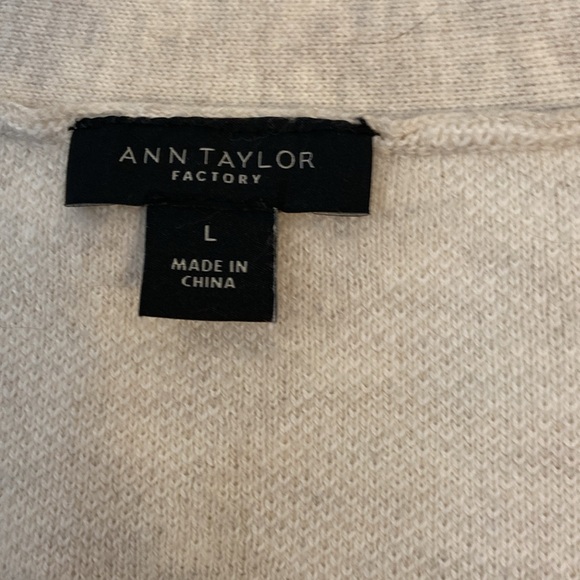 ANN TAYLOR
FACTORY
L
MADE IN
CHINA